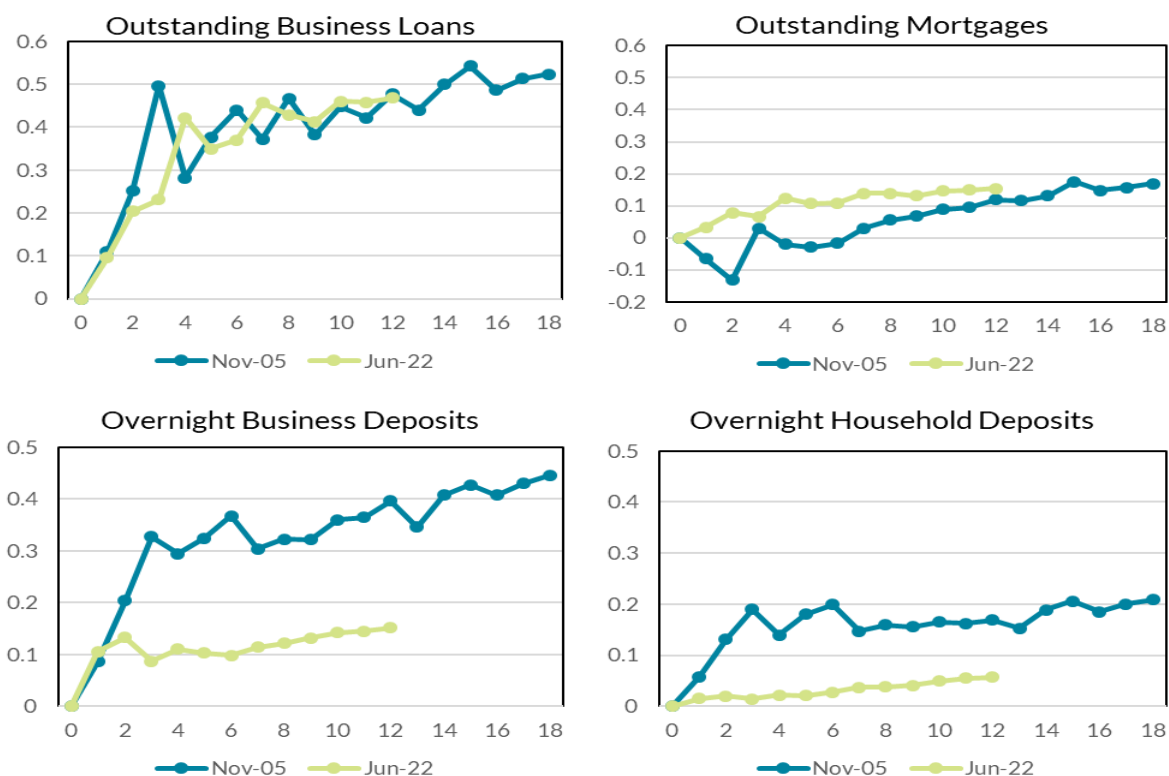 Outstanding Business Loans
0.6
0.5
0.4
0.3
0.2
0.1
0
0 2 4 6 8 10 12 14 16 18
Nov-05 Jun-22
Outstanding Mortgages
0.6
0.5
0.4
0.3
0.2
0.1
0
-0.1
-0.2
0 2 4 6 8 10 12 14 16 18
Nov-05 Jun-22
Overnight Business Deposits
0.5
0.4
0.3
0.2
0.1
0
0 2 4 6 8 10 12 14 16 18
Nov-05 Jun-22
Overnight Household Deposits
0.5
0.4
0.3
0.2
0.1
0
0 2 4 6 8 10 12 14 16 18
Nov-05 Jun-22